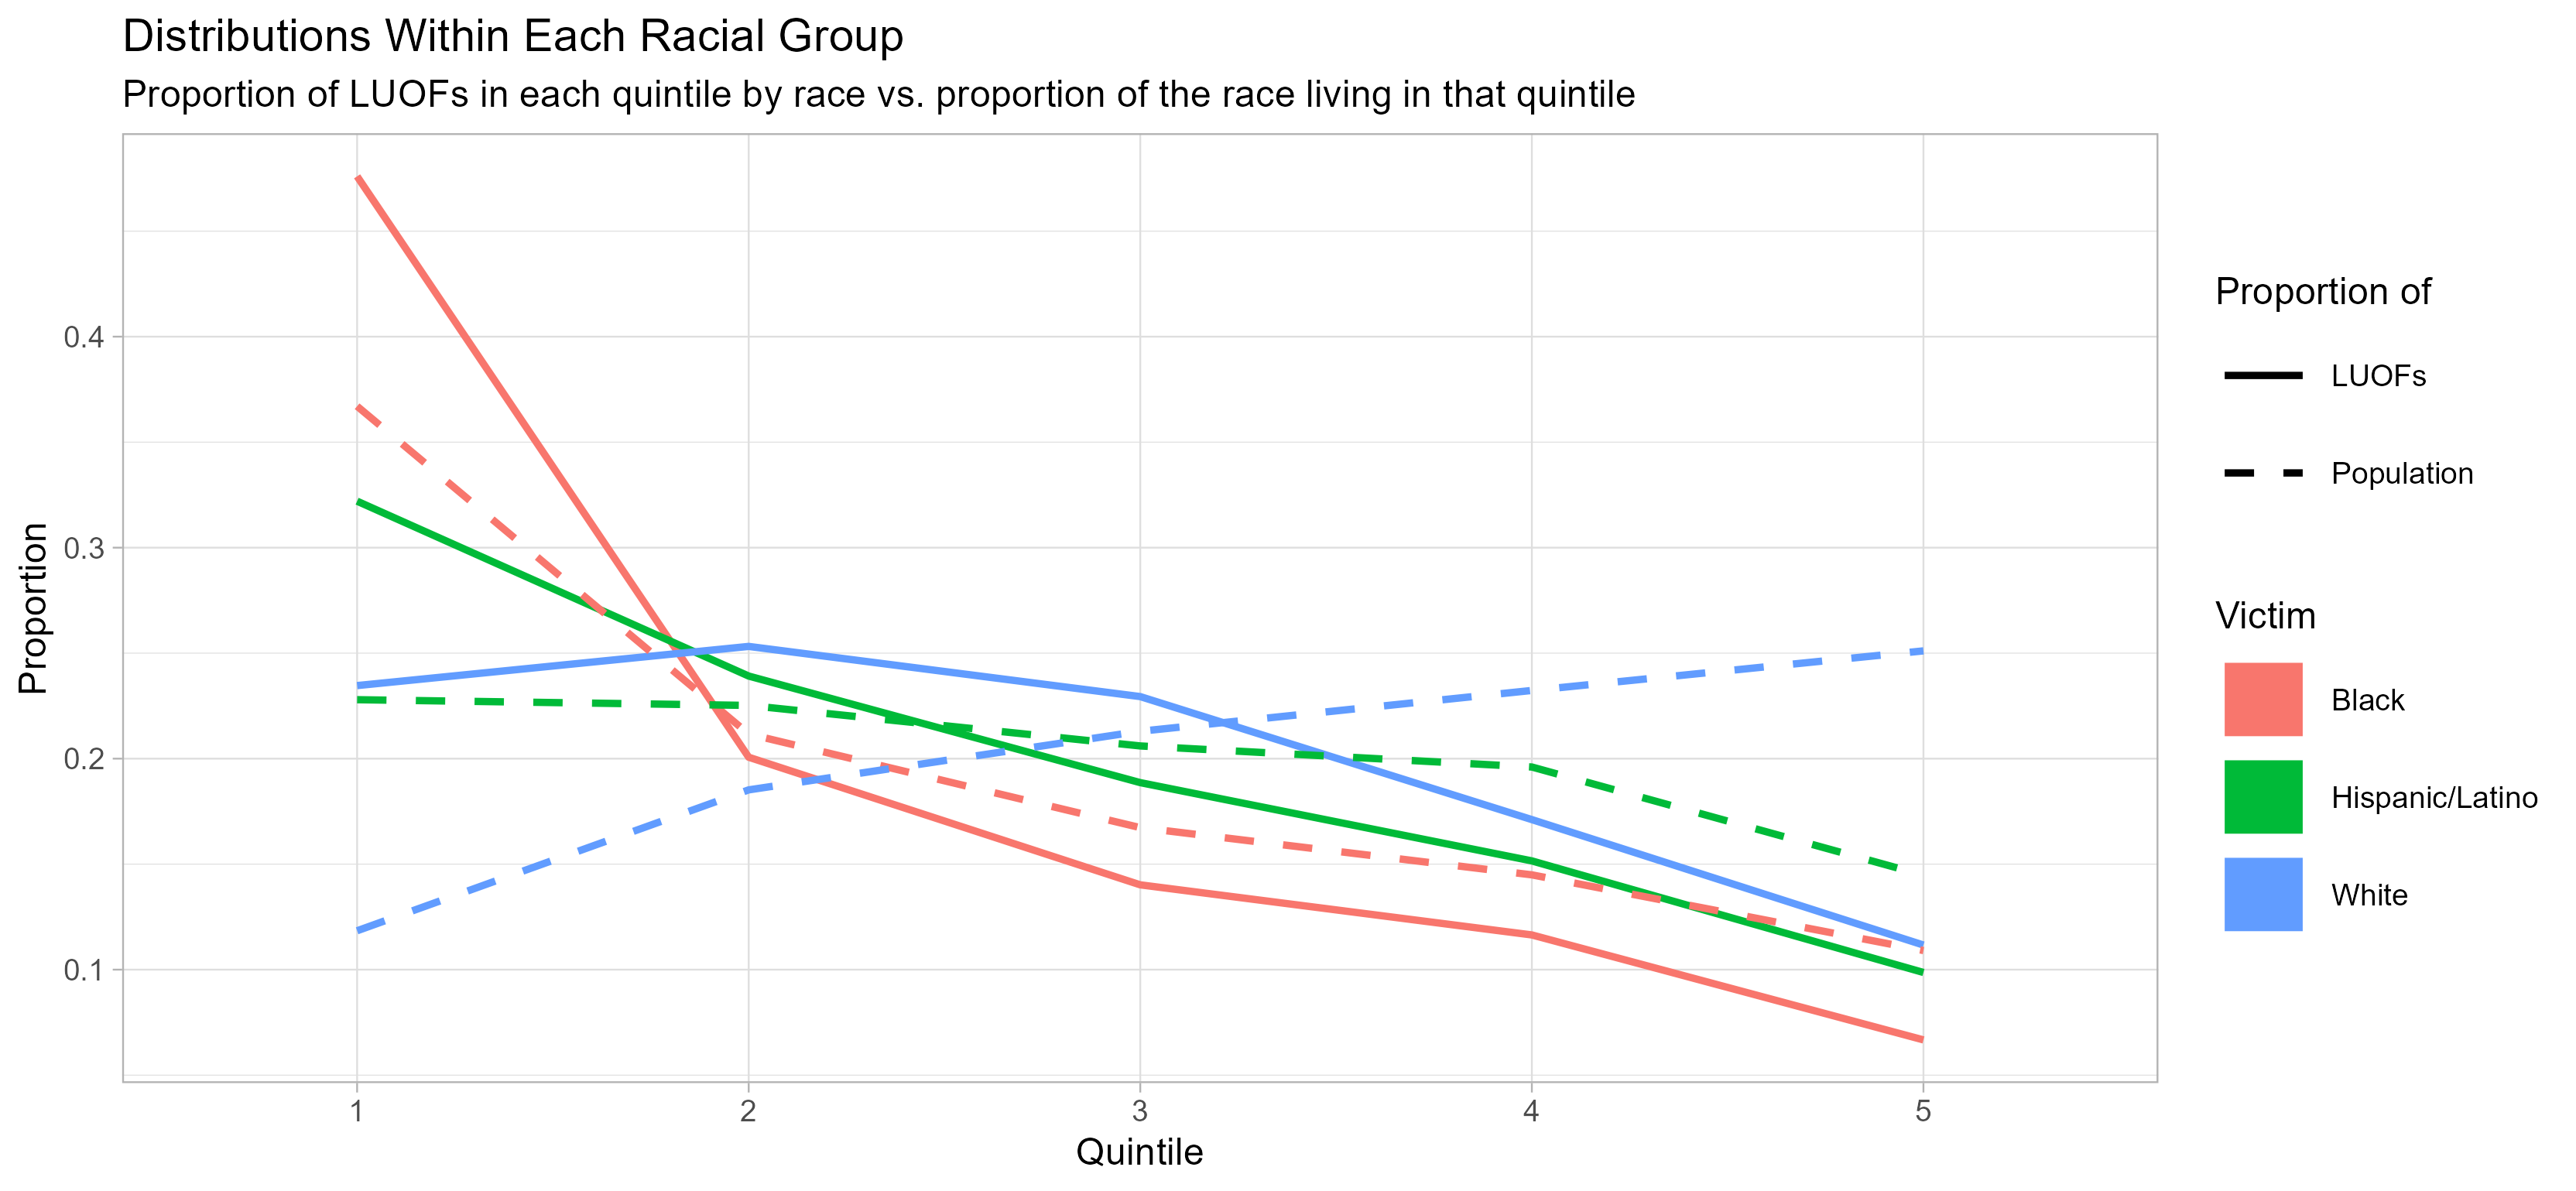 Distributions Within Each Racial Group
Proportion of LUOFs in each quintile by race vs. proportion of the race living in that quintile
Proportion
0.4
0.3
0.2
0.1
1 2 3 4 5
Quintile
Proportion of
LUOFs
Population
Victim
Black
Hispanic/Latino
White